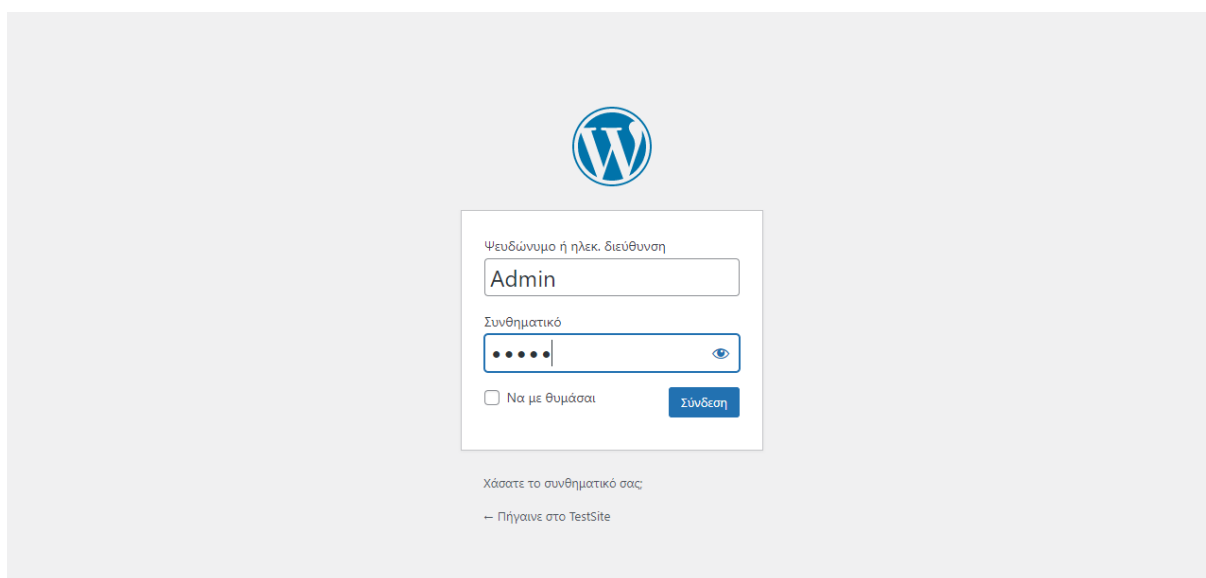 Ψευδώνυμο ή ηλεκ. διεύθυνση
Admin
Συνθηματικό
•••••
Να με θυμάσαι
Σύνδεση
Χάσατε το συνθηματικό σας;
← Πήγαινε στο TestSite